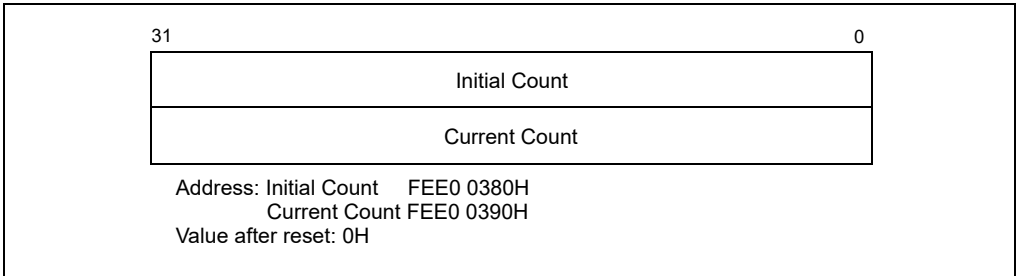 31 0
Initial Count
Current Count
Address: Initial Count FEE0 0380H
Current Count FEE0 0390H
Value after reset: 0H